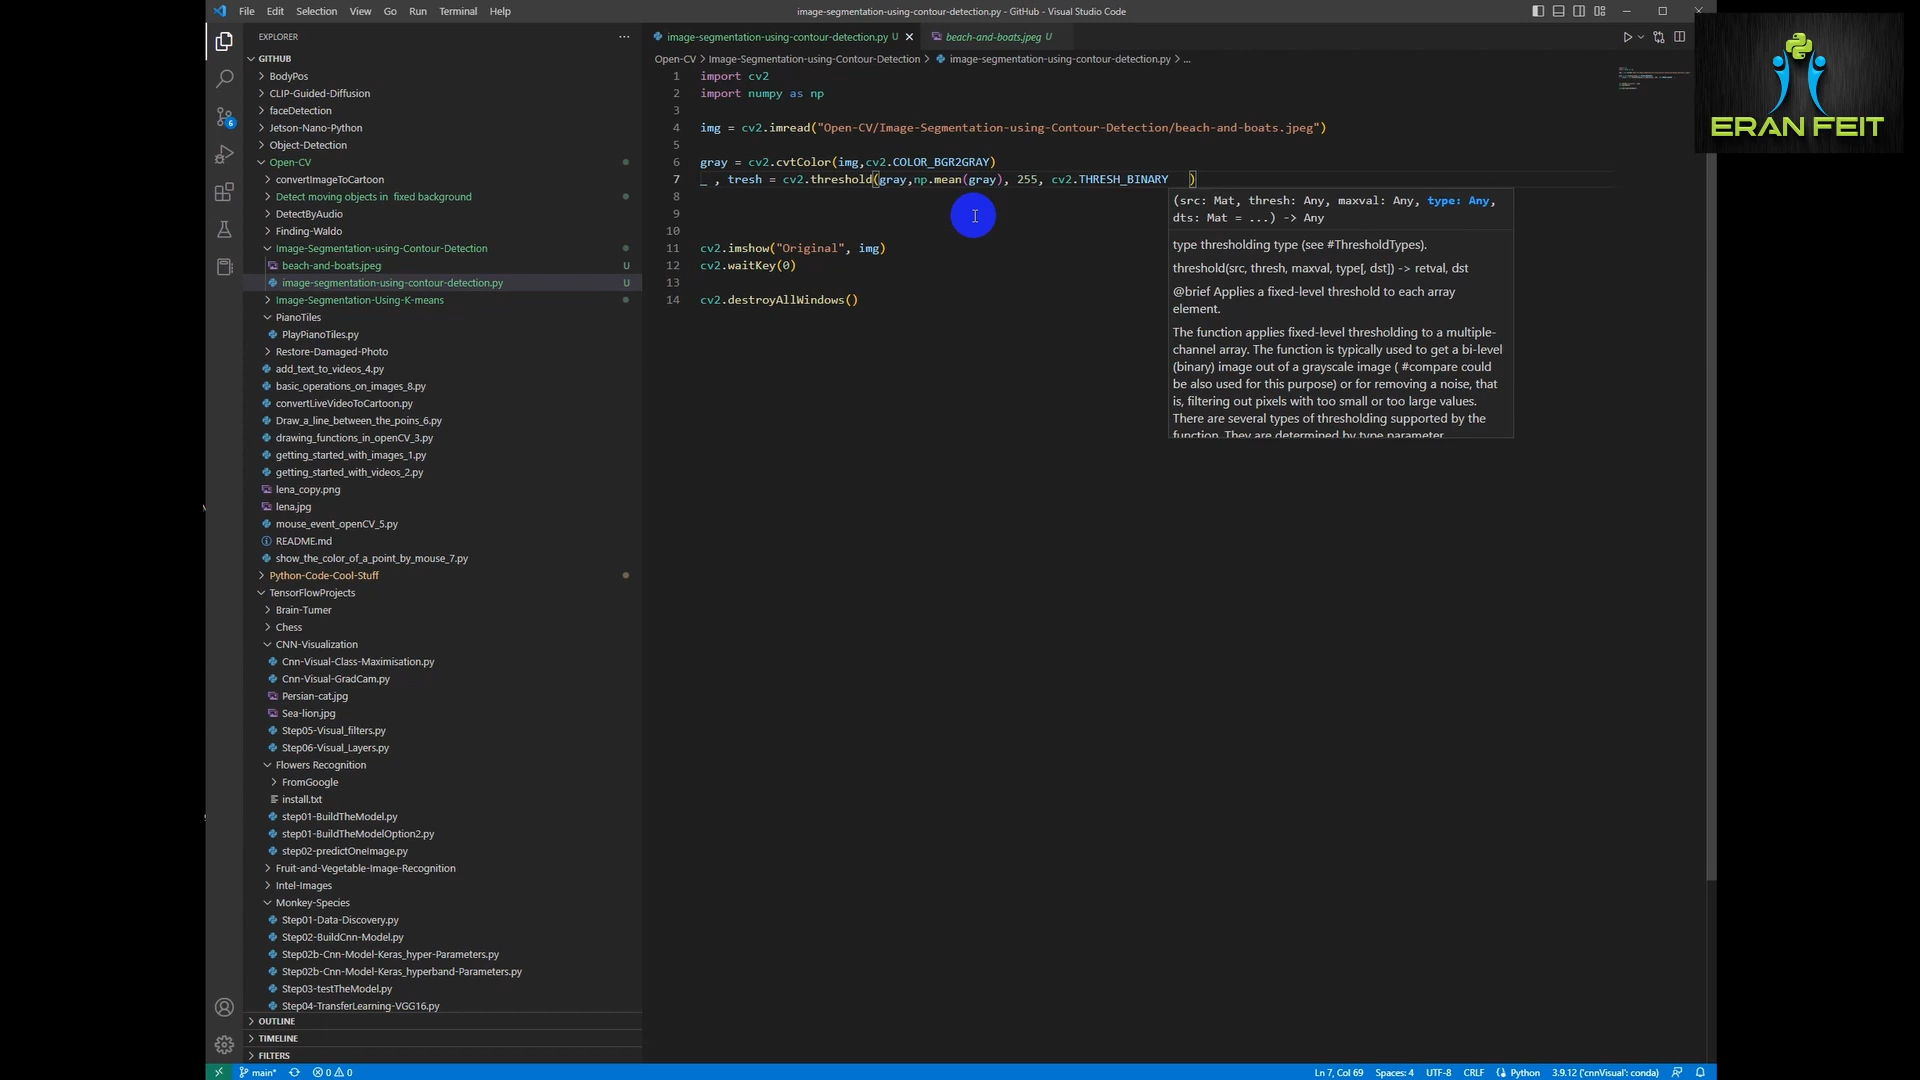 File Edit Selection View Go Run Terminal Help
image-segmentation-using-contour-detection.py - GitHub - Visual Studio Code
EXPLORER
GITHUB
BodyPos
CLIP-Guided-Diffusion
faceDetection
Jetson-Nano-Python
Object-Detection
Open-CV
convertImageToCartoon
Detect moving objects in fixed background
DetectByAudio
Finding-Waldo
Image-Segmentation-using-Contour-Detection
beach-and-boats.jpeg U
image-segmentation-using-contour-detection.py U
Image-Segmentation-Using-K-means
PianoTiles
PlayPianoTiles.py
Restore-Damaged-Photo
add_text_to_videos_4.py
basic_operations_on_images_8.py
convertLiveVideoToCartoon.py
Draw_a_line_between_the_poins_6.py
drawing_functions_in_openCV_3.py
getting_started_with_images_1.py
getting_started_with_videos_2.py
lena_copy.png
lena.jpg
mouse_event_openCV_5.py
README.md
show_the_color_of_a_point_by_mouse_7.py
Python-Code-Cool-Stuff
TensorFlowProjects
Brain-Tumer
Chess
CNN-Visualization
Cnn-Visual-Class-Maximisation.py
Cnn-Visual-GradCam.py
Persian-cat.jpg
Sea-lion.jpg
Step05-Visual_filters.py
Step06-Visual_Layers.py
Flowers Recognition
FromGoogle
install.txt
step01-BuildTheModel.py
step01-BuildTheModelOption2.py
step02-predictOneImage.py
Fruit-and-Vegetable-Image-Recognition
Intel-Images
Monkey-Species
Step01-Data-Discovery.py
Step02-BuildCnn-Model.py
Step02b-Cnn-Model-Keras_hyper-Parameters.py
Step02b-Cnn-Model-Keras_hyperband-Parameters.py
Step03-testTheModel.py
Step04-TransferLearning-VGG16.py
OUTLINE
TIMELINE
FILTERS
image-segmentation-using-contour-detection.py U
beach-and-boats.jpeg U
Open-CV > Image-Segmentation-using-Contour-Detection > image-segmentation-using-contour-detection.py > ...
1 import cv2
2 import numpy as np
3
4 img = cv2.imread("Open-CV/Image-Segmentation-using-Contour-Detection/beach-and-boats.jpeg")
5
6 gray = cv2.cvtColor(img,cv2.COLOR_BGR2GRAY)
7 _ , tresh = cv2.threshold(gray,np.mean(gray), 255, cv2.THRESH_BINARY )
8
9
10
11 cv2.imshow("Original", img)
12 cv2.waitKey(0)
13
14 cv2.destroyAllWindows()
(src: Mat, thresh: Any, maxval: Any, type: Any,
dts: Mat = ...) -> Any
type thresholding type (see #ThresholdTypes).
threshold(src, thresh, maxval, type[, dst]) -> retval, dst
@brief Applies a fixed-level threshold to each array
element.
The function applies fixed-level thresholding to a multiple-
channel array. The function is typically used to get a bi-level
(binary) image out of a grayscale image ( #compare could
be also used for this purpose) or for removing a noise, that
is, filtering out pixels with too small or too large values.
There are several types of thresholding supported by the
function. They are determined by type parameter.
ERAN FEIT
6
main* 0 0
Ln 7, Col 69 Spaces: 4 UTF-8 CRLF Python 3.9.12 ('cnnVisual': conda)